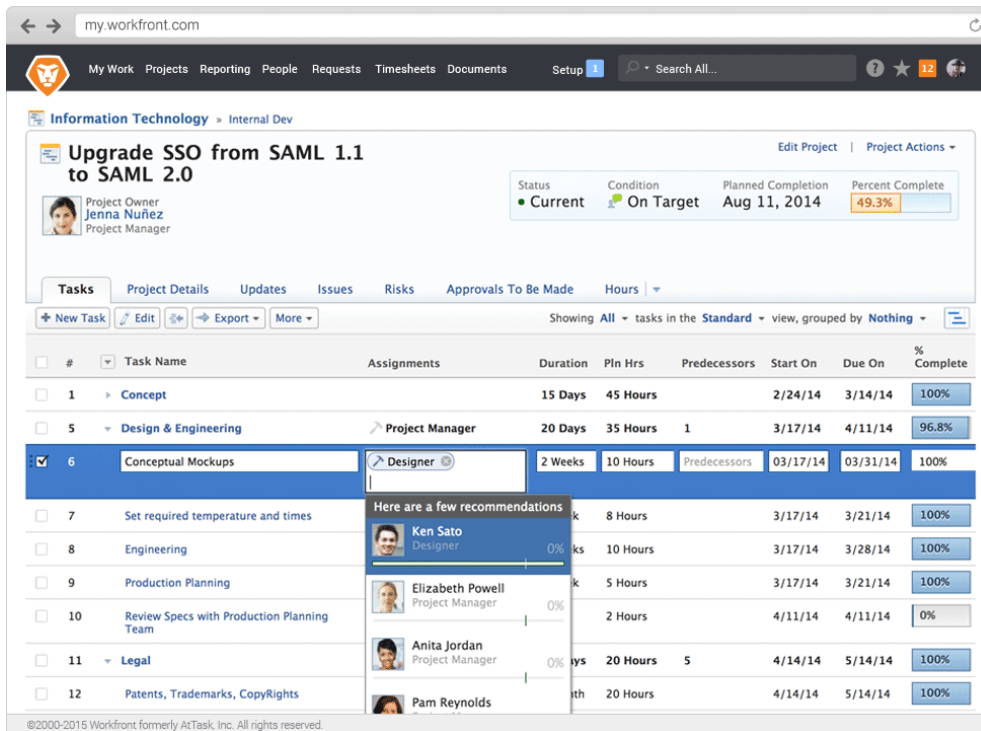 my.workfront.com
My Work Projects Reporting People Requests Timesheets Documents Setup 1 Search All... ? 12
Information Technology » Internal Dev
Upgrade SSO from SAML 1.1
to SAML 2.0
Edit Project | Project Actions
Project Owner
Jenna Nuñez
Project Manager
Status Condition Planned Completion Percent Complete
Current On Target Aug 11, 2014 49.3%
Tasks Project Details Updates Issues Risks Approvals To Be Made Hours
New Task Edit Export More Showing All tasks in the Standard view, grouped by Nothing
# Task Name Assignments Duration Pln Hrs Predecessors Start On Due On % Complete
1 Concept 15 Days 45 Hours 2/24/14 3/14/14 100%
5 Design & Engineering Project Manager 20 Days 35 Hours 1 3/17/14 4/11/14 96.8%
6 Conceptual Mockups Designer 2 Weeks 10 Hours Predecessors 03/17/14 03/31/14 100%
Here are a few recommendations
7 Set required temperature and times k 8 Hours 3/17/14 3/21/14 100%
Ken Sato
Designer 0%
8 Engineering ks 10 Hours 3/17/14 3/28/14 100%
9 Production Planning k 5 Hours 3/17/14 3/21/14 100%
Elizabeth Powell
Project Manager 0%
10 Review Specs with Production Planning
Team 2 Hours 4/11/14 4/11/14 0%
Anita Jordan
Project Manager 0%
11 Legal ys 20 Hours 5 4/14/14 5/14/14 100%
12 Patents, Trademarks, CopyRights nth 20 Hours 4/14/14 5/14/14 100%
Pam Reynolds
©2000-2015 Workfront formerly AtTask, Inc. All rights reserved.